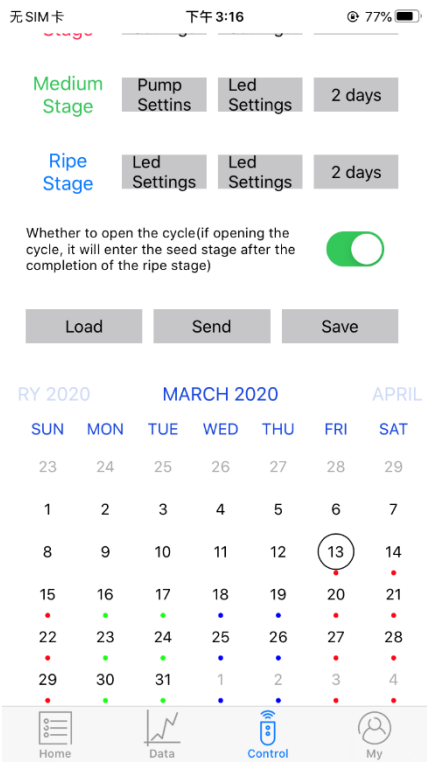 无SIM卡 下午3:16 77%
Medium Stage Pump Settins Led Settings 2 days
Ripe Stage Led Settings Led Settings 2 days
Whether to open the cycle(if opening the
cycle, it will enter the seed stage after the
completion of the ripe stage)
Load Send Save
RY 2020 MARCH 2020 APRIL
SUN MON TUE WED THU FRI SAT
23 24 25 26 27 28 29
1 2 3 4 5 6 7
8 9 10 11 12 13 14
15 16 17 18 19 20 21
22 23 24 25 26 27 28
29 30 31 1 2 3 4
Home Data Control My